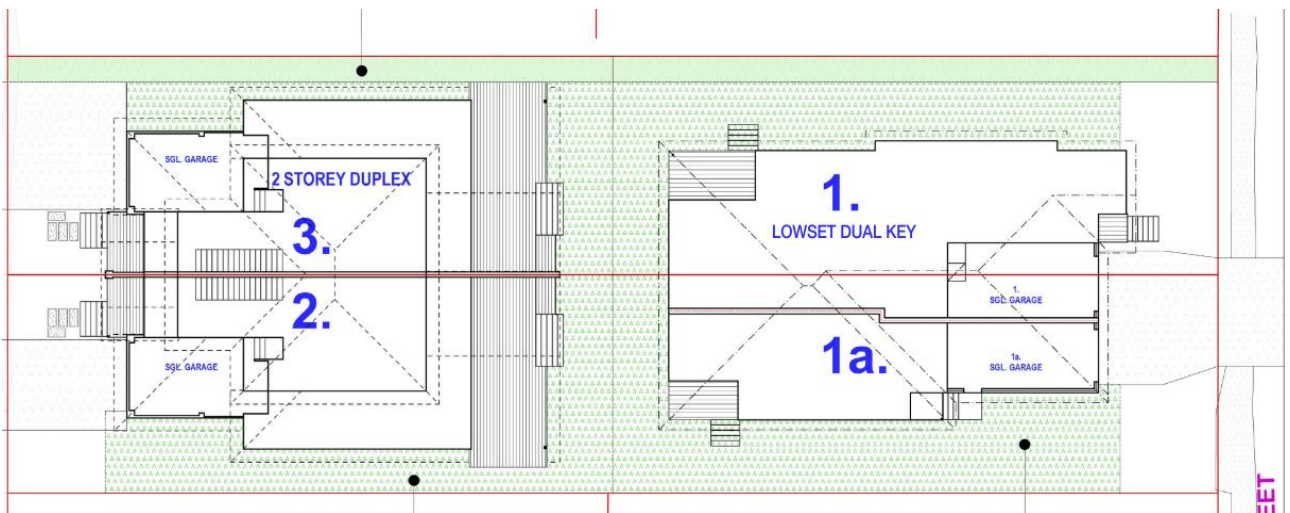 SGL. GARAGE
2 STOREY DUPLEX
3.
2.
SGL. GARAGE
1.
LOWSET DUAL KEY
1.
SGL. GARAGE
1a.
1a.
SGL. GARAGE
EET